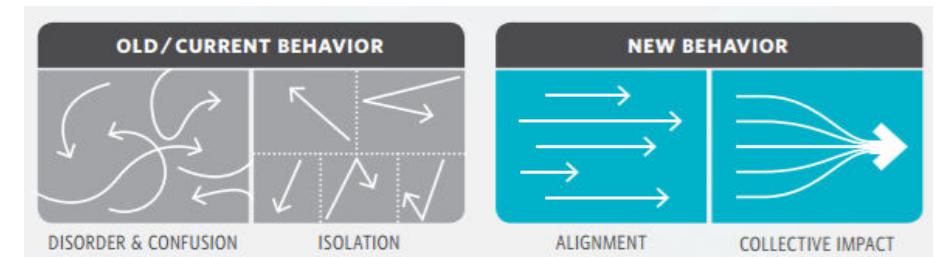 OLD/CURRENT BEHAVIOR
NEW BEHAVIOR
DISORDER & CONFUSION
ISOLATION
ALIGNMENT
COLLECTIVE IMPACT